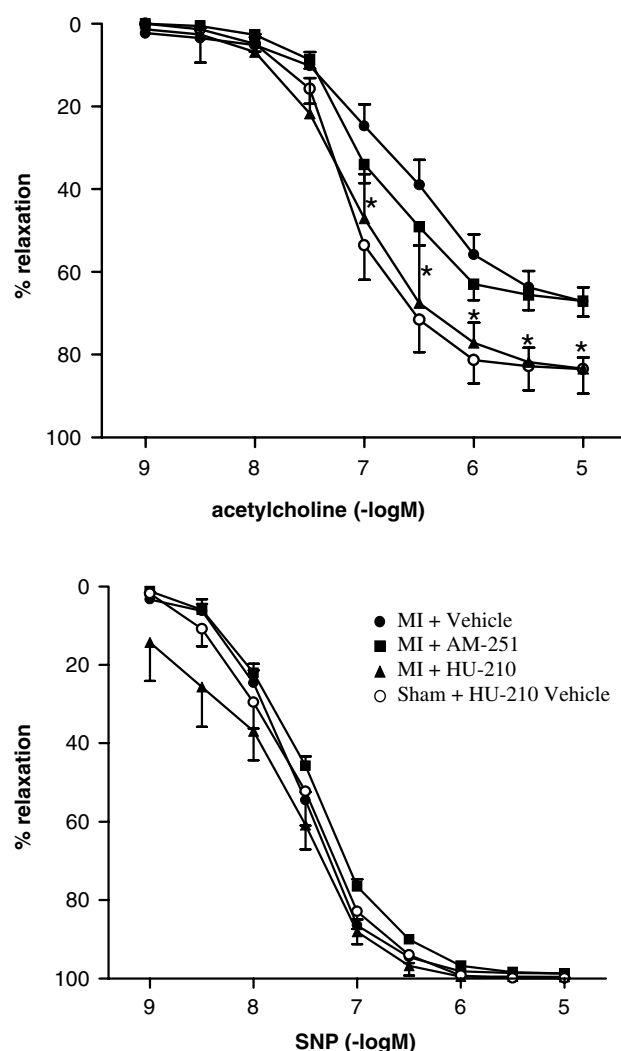 0
20
40
60
80
100
% relaxation
*
*
*
*
*
9 8 7 6 5
acetylcholine (-logM)
0
20
40
60
80
100
% relaxation
MI + Vehicle
MI + AM-251
MI + HU-210
Sham + HU-210 Vehicle
9 8 7 6 5
SNP (-logM)